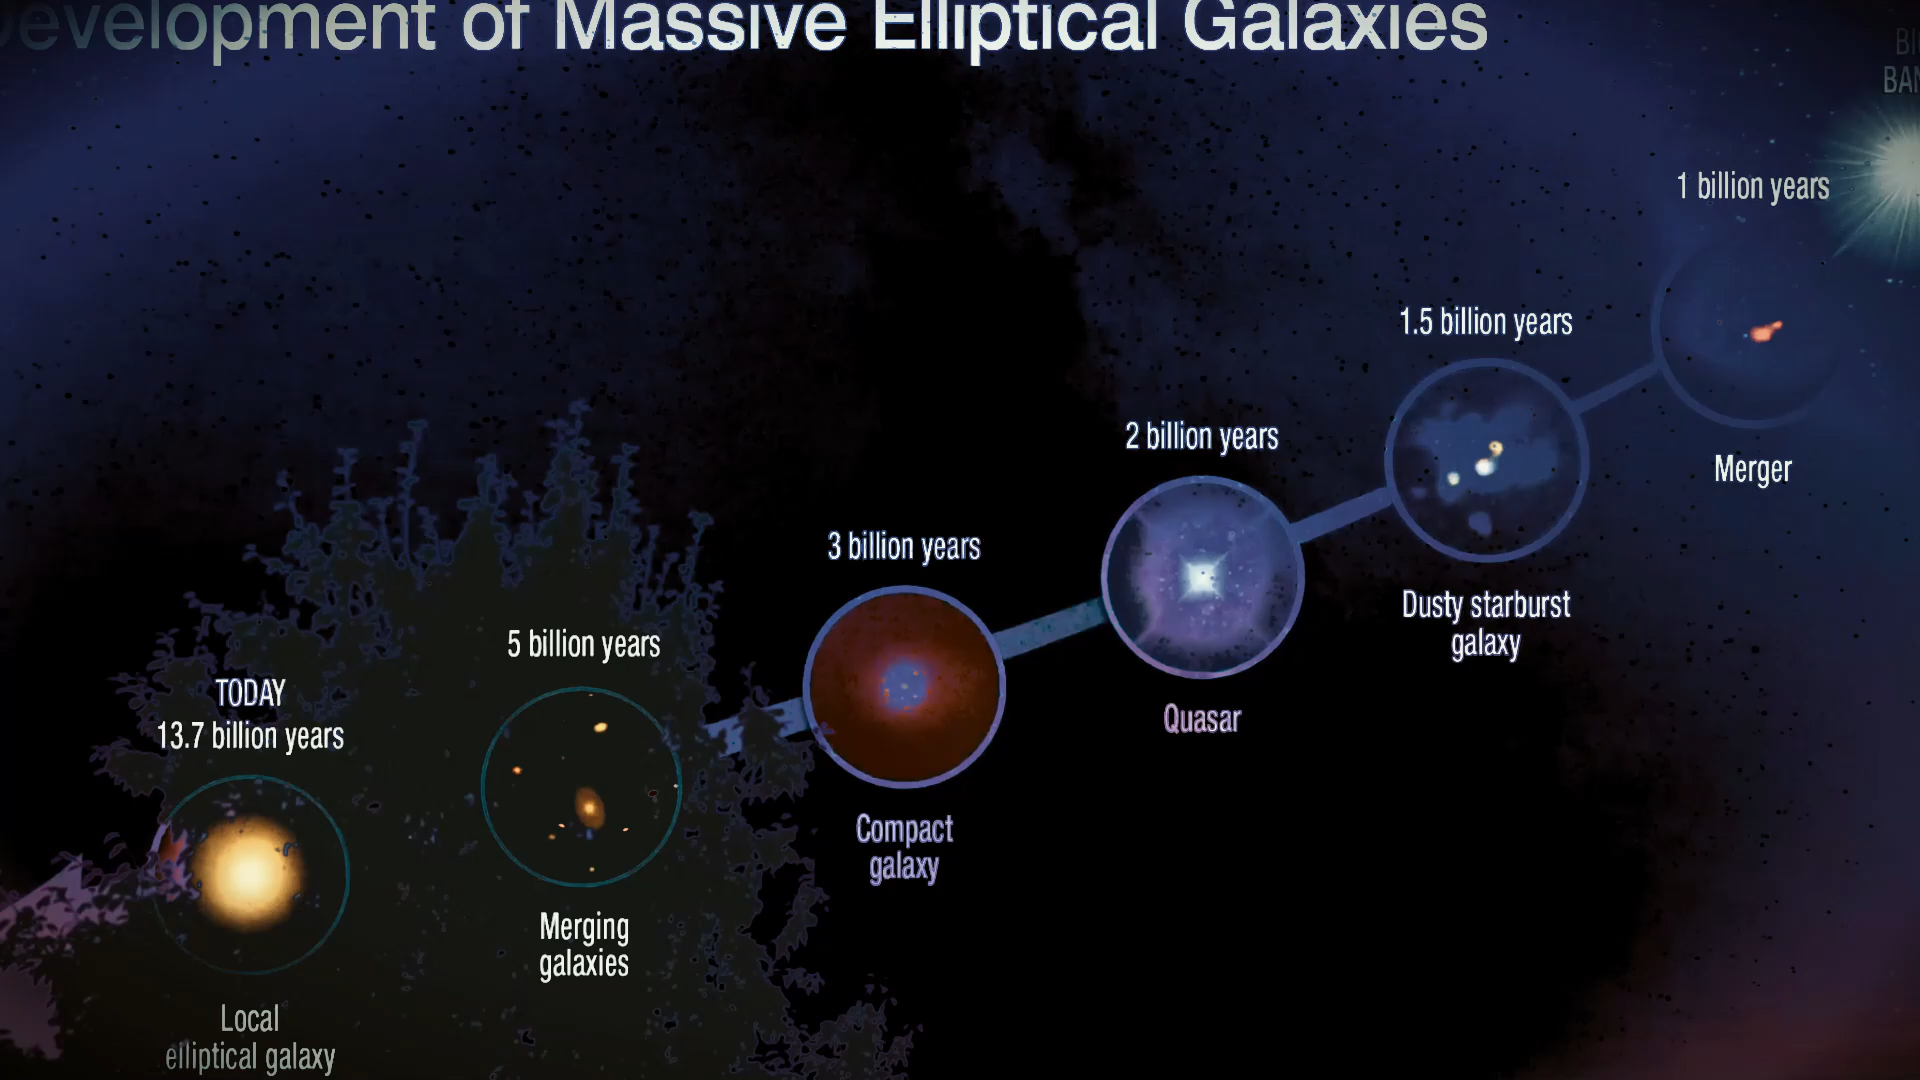 Development of Massive Elliptical Galaxies
1 billion years
Merger
1.5 billion years
Dusty starburst
galaxy
2 billion years
Quasar
3 billion years
Compact
galaxy
5 billion years
Merging
galaxies
TODAY
13.7 billion years
Local
elliptical galaxy